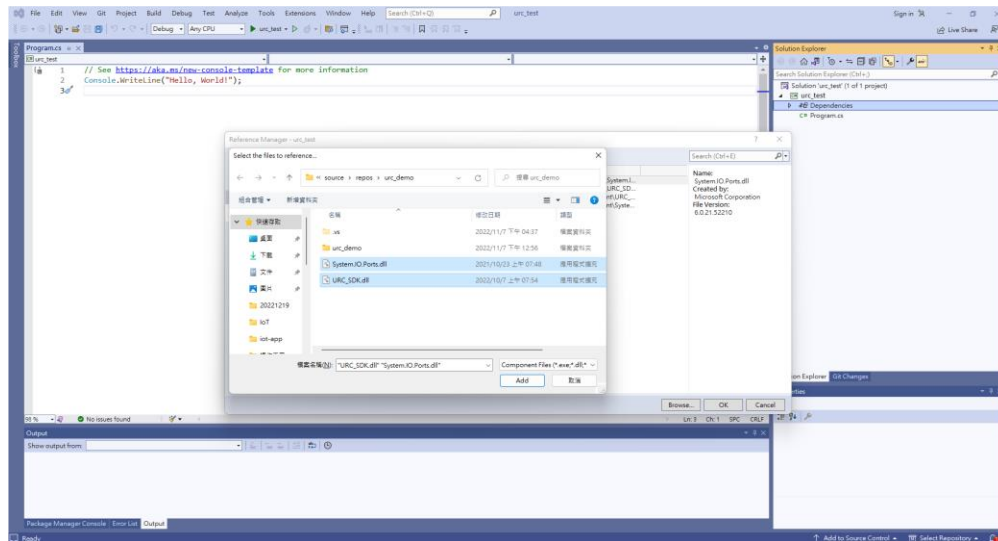 File Edit View Git Project Build Debug Test Analyze Tools Extensions Window Help Search (Ctrl+Q) urc_test Sign in
Debug Any CPU urc_test Live Share
Toolbox
Program.cs
urc_test
1 // See https://aka.ms/new-console-template for more information
2 Console.WriteLine("Hello, World!");
3
Solution Explorer
Search Solution Explorer (Ctrl+;)
Solution 'urc_test' (1 of 1 project)
urc_test
Dependencies
C# Program.cs
Reference Manager - urc_test
Select the files to reference...
source repos urc_demo
搜尋 urc_demo
組合管理 新增資料夾
名稱 修改日期 類型
快速存取
桌面
下載
文件
圖片
20221219
IoT
iot-app
.vs 2022/11/7 下午 04:37 檔案資料夾
urc_demo 2022/11/7 下午 12:56 檔案資料夾
System.IO.Ports.dll 2021/10/23 上午 07:48 應用程式擴充
URC_SDK.dll 2022/10/7 上午 07:54 應用程式擴充
檔案名稱(N): "URC_SDK.dll" "System.IO.Ports.dll" Component Files (*.exe;*.dll;*
Add 取消
Search (Ctrl+E)
Name:
System.IO.Ports.dll
Created by:
Microsoft Corporation
File Version:
6.0.21.52210
Browse... OK Cancel
Git Changes
98 % No issues found Ln: 3 Ch: 1 SPC CRLF
Output
Show output from:
Package Manager Console Error List Output
Ready Add to Source Control Select Repository